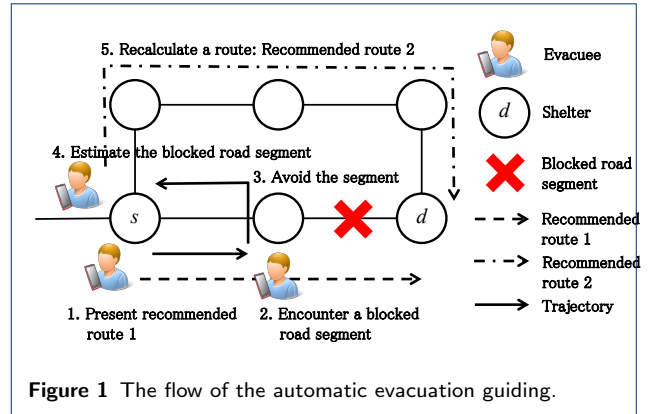 5. Recalculate a route: Recommended route 2
4. Estimate the blocked road segment
3. Avoid the segment
s
d
1. Present recommended
route 1
2. Encounter a blocked
road segment
Evacuee
d
Shelter
Blocked road
segment
Recommended
route 1
Recommended
route 2
Trajectory
Figure 1 The flow of the automatic evacuation guiding.